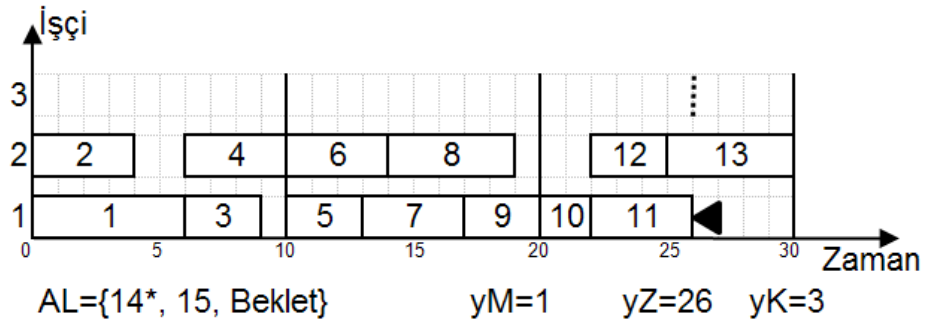 İşçi
3
2 2 4 6 8 12 13
1 1 3 5 7 9 10 11
0 5 10 15 20 25 30
Zaman
AL={14*, 15, Beklet} yM=1 yZ=26 yK=3